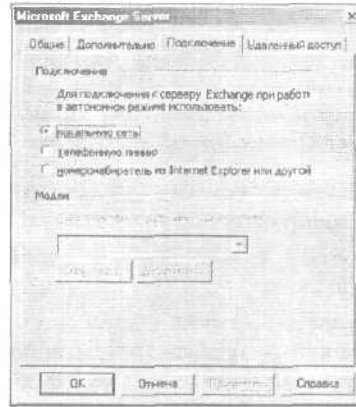 Microsoft Exchange Server
Общие Дополнительно Подключение Удаленный доступ
Подключение
Для подключения к серверу Exchange при работе
в автономном режиме использовать:
локальную сеть
телефонную линию
номеронабиратель из Internet Explorer или другой
Модем
OK Отмена Справка